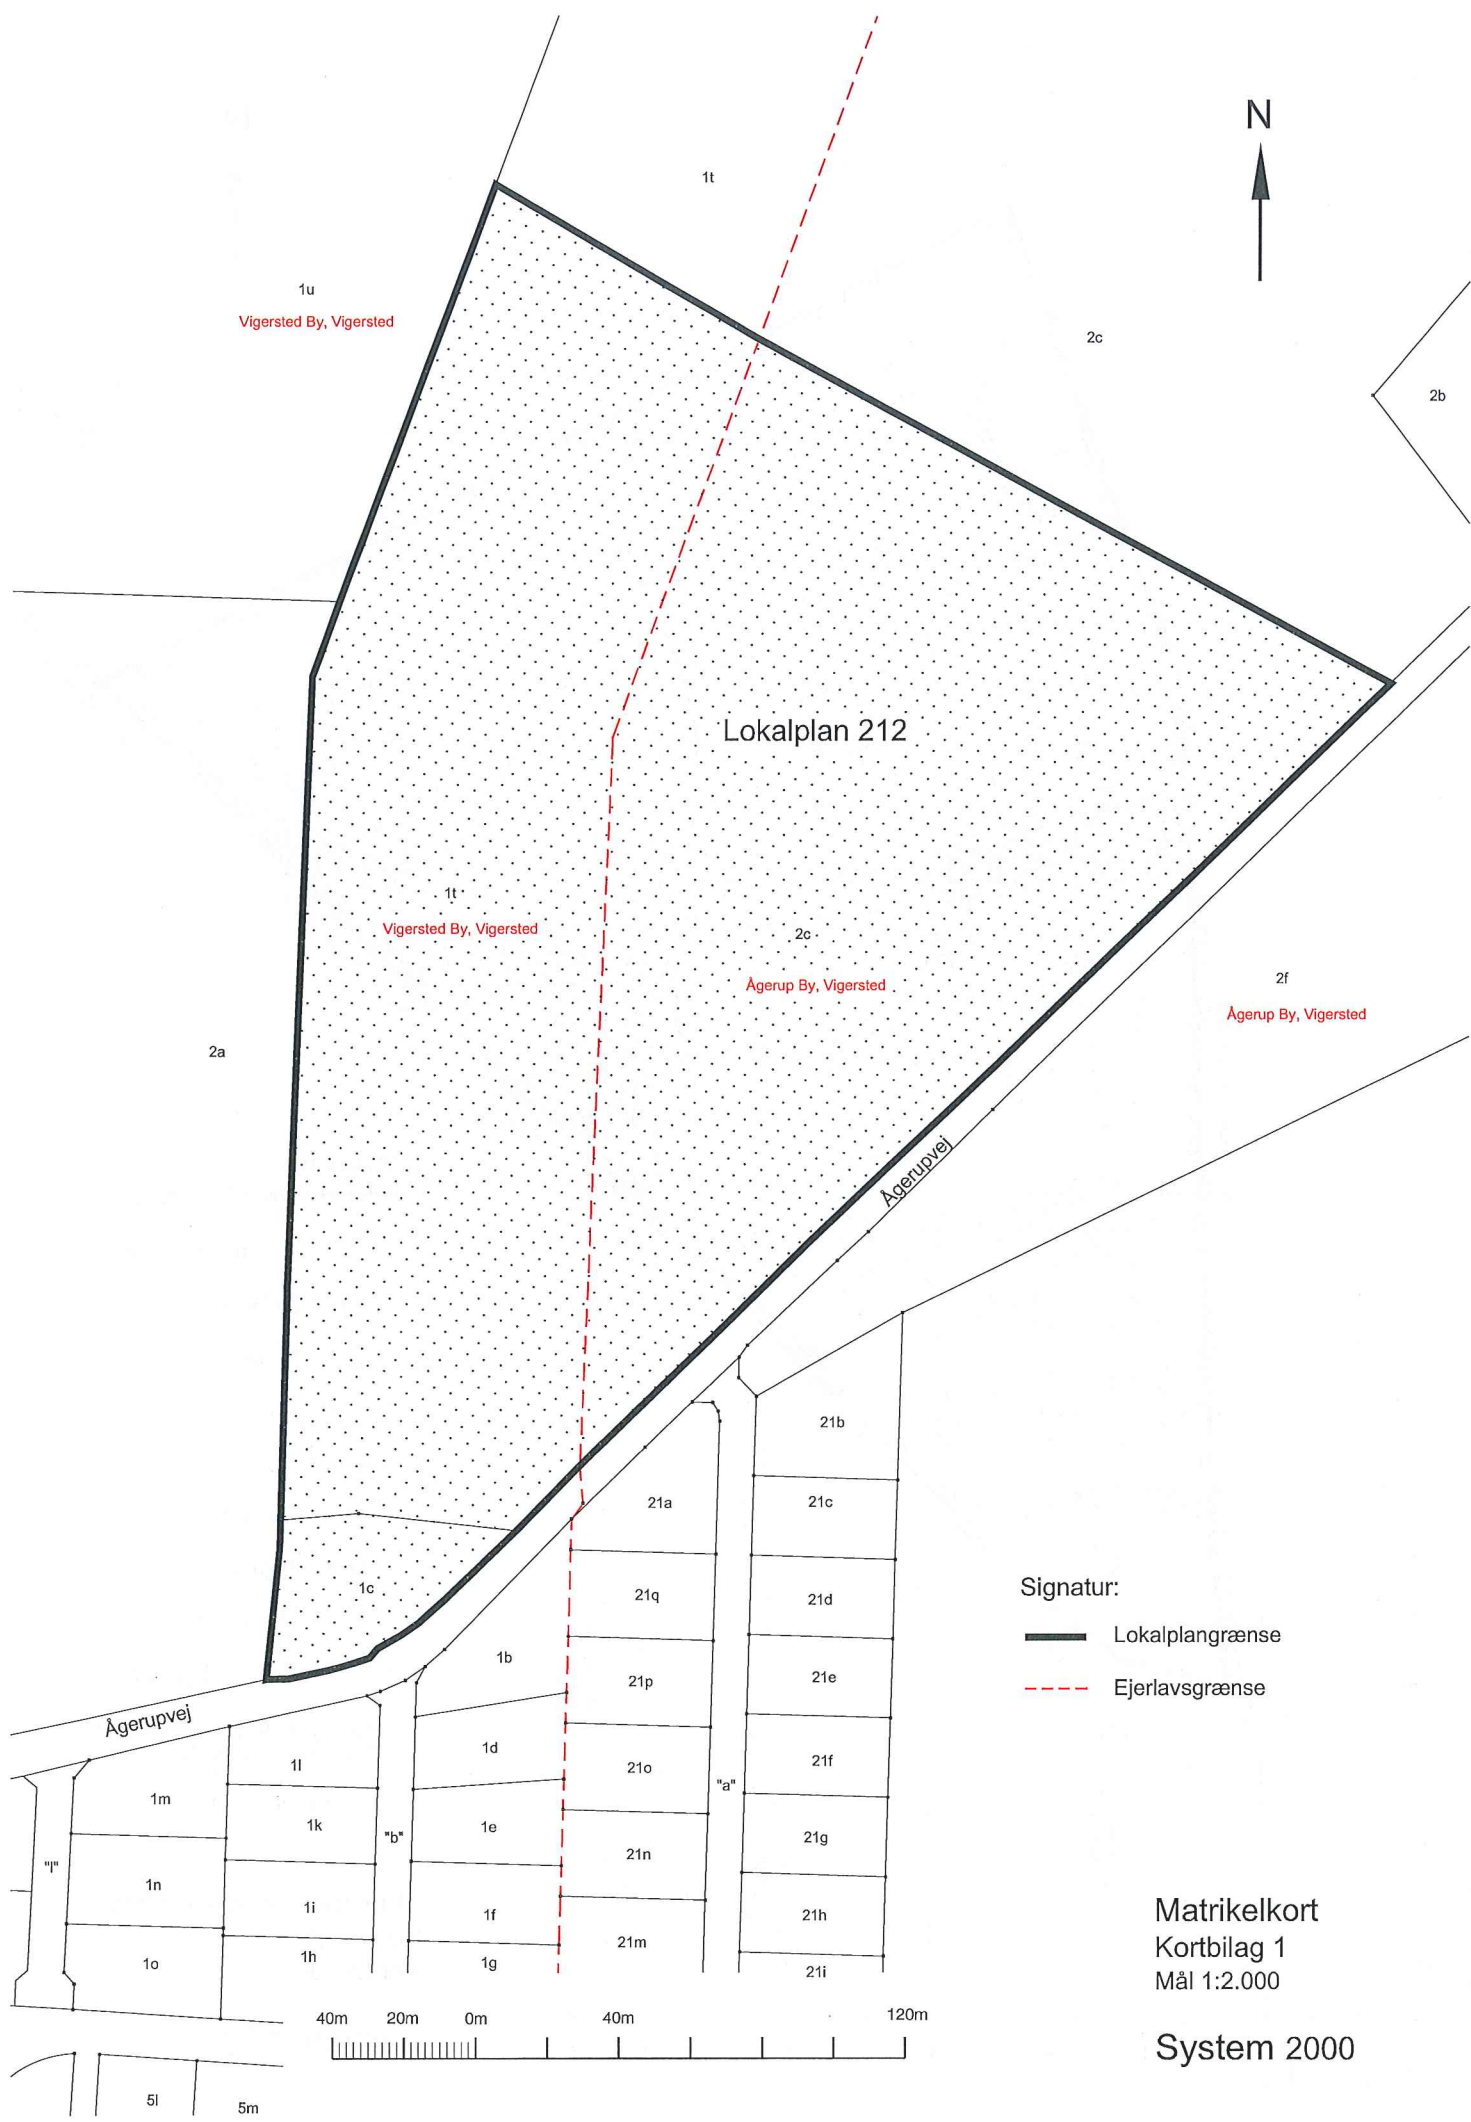 N
1t
1u
Vigersted By, Vigersted
2c
2b
Lokalplan 212
1t
Vigersted By, Vigersted
2c
Ågerup By, Vigersted
2f
Ågerup By, Vigersted
2a
Ågerupvej
21b
21a
21c
1c
21q
21d
Signatur:
Lokalplangrænse
Ejerlavsgrænse
1b
21p
21e
Ågerupvej
1d
1l
21o
"a"
21f
1m
1k
"b"
1e
21n
21g
"l"
1n
1i
1f
21m
21h
1o
1h
1g
21i
Matrikelkort
Kortbilag 1
Mål 1:2.000
40m 20m 0m 40m 120m
System 2000
5l
5m